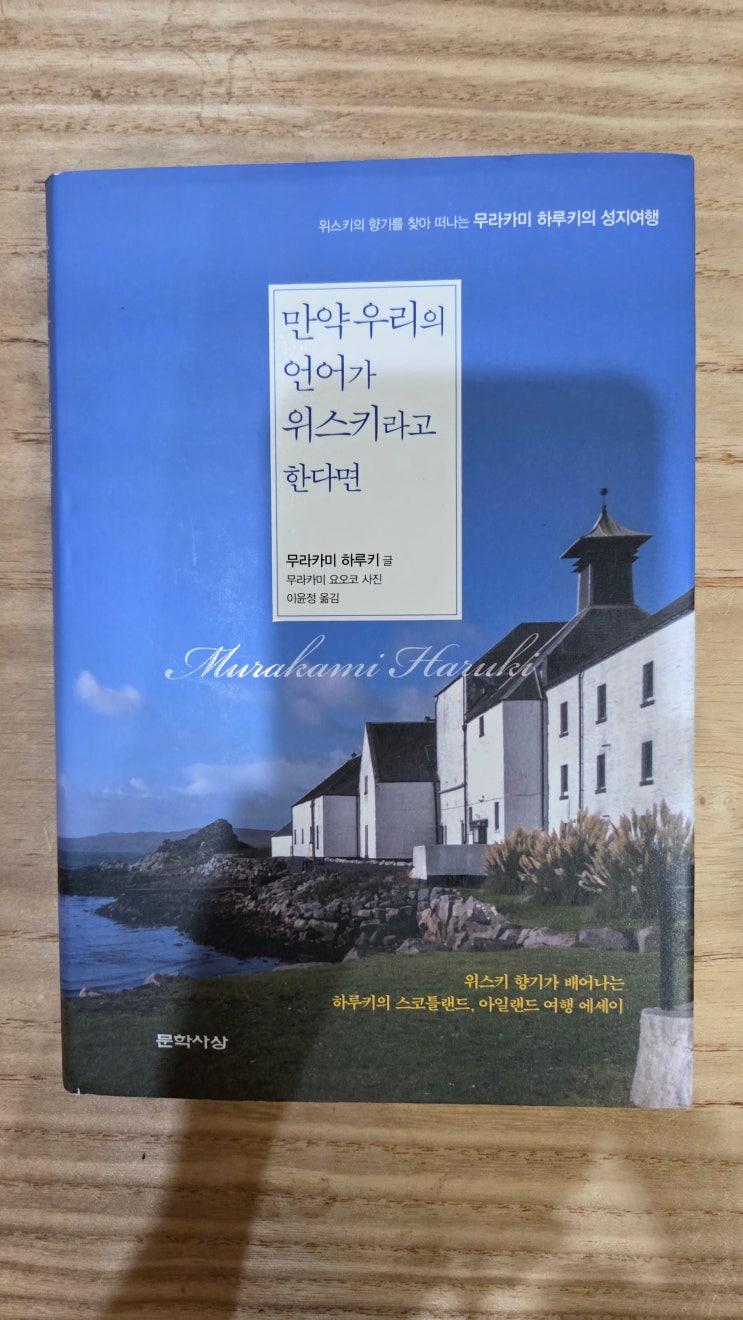 위스키의 향기를 찾아 떠나는 무라카미 하루키의 성지여행
만약 우리의
언어가
위스키라고
한다면
무라카미 하루키 글
무라카미 요오코 사진
이윤정 옮김
Murakami Haruki
위스키 향기가 배어나는
하루키의 스코틀랜드, 아일랜드 여행 에세이
문학사상